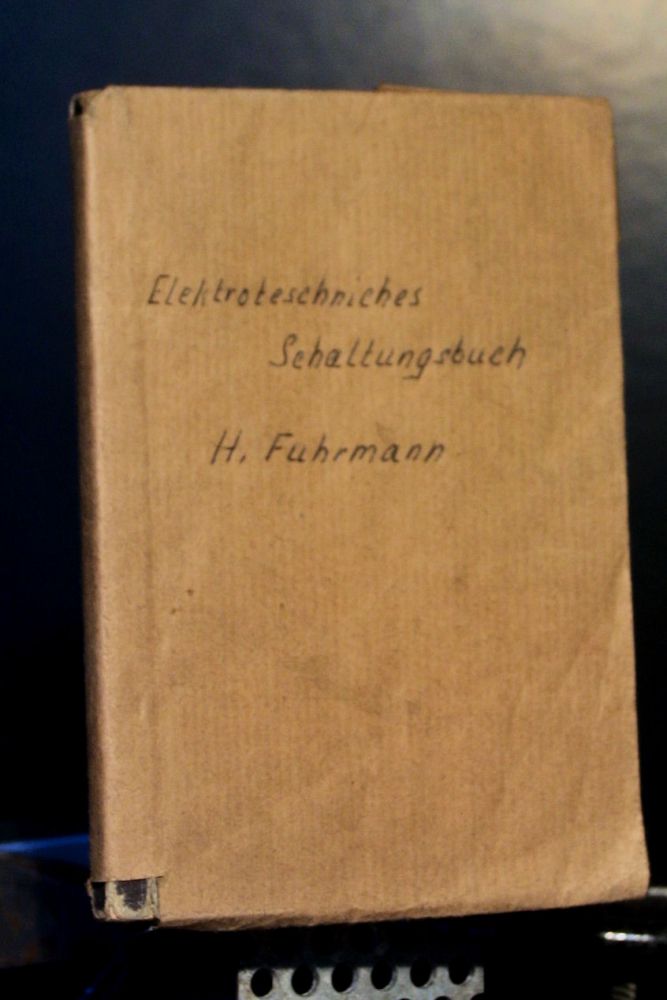 Elektroteschniches
Schaltungsbuch
H. Fuhrmann